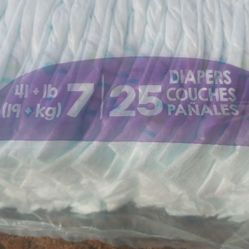 41 + lb
(19 + kg)
7
25
DIAPERS
COUCHES
PAÑALES